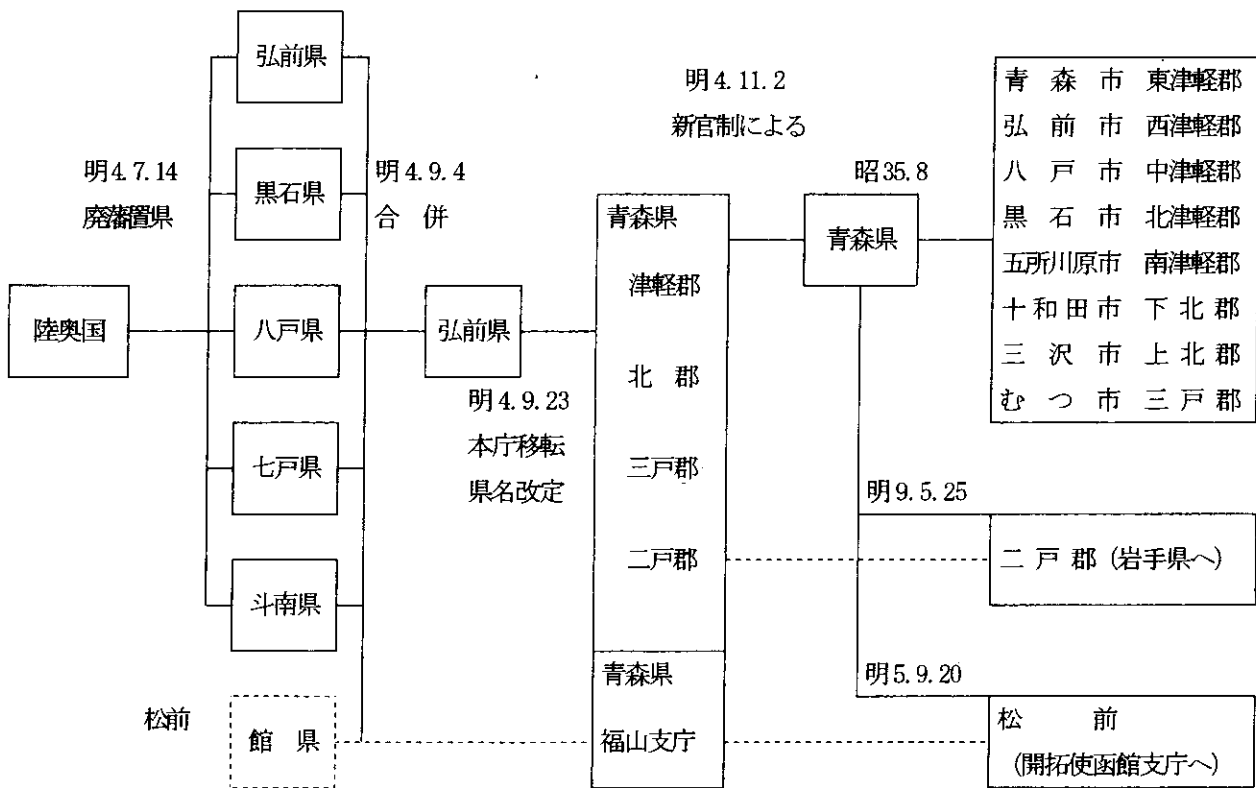 弘前県
明4.7.14
廃藩置県
黒石県
明4.9.4
合 併
陸奥国
八戸県
弘前県
七戸県
斗南県
松前
館 県
明4.9.23
本庁移転
県名改定
明4.11.2
新官制による
青森県
津軽郡
北 郡
三戸郡
二戸郡
青森県
福山支庁
昭35.8
青森県
青 森 市 東津軽郡
弘 前 市 西津軽郡
八 戸 市 中津軽郡
黒 石 市 北津軽郡
五所川原市 南津軽郡
十和田市 下北郡
三 沢 市 上北郡
む つ 市 三戸郡
明9.5.25
二 戸 郡 (岩手県へ)
明5.9.20
松 前
(開拓使函館支庁へ)